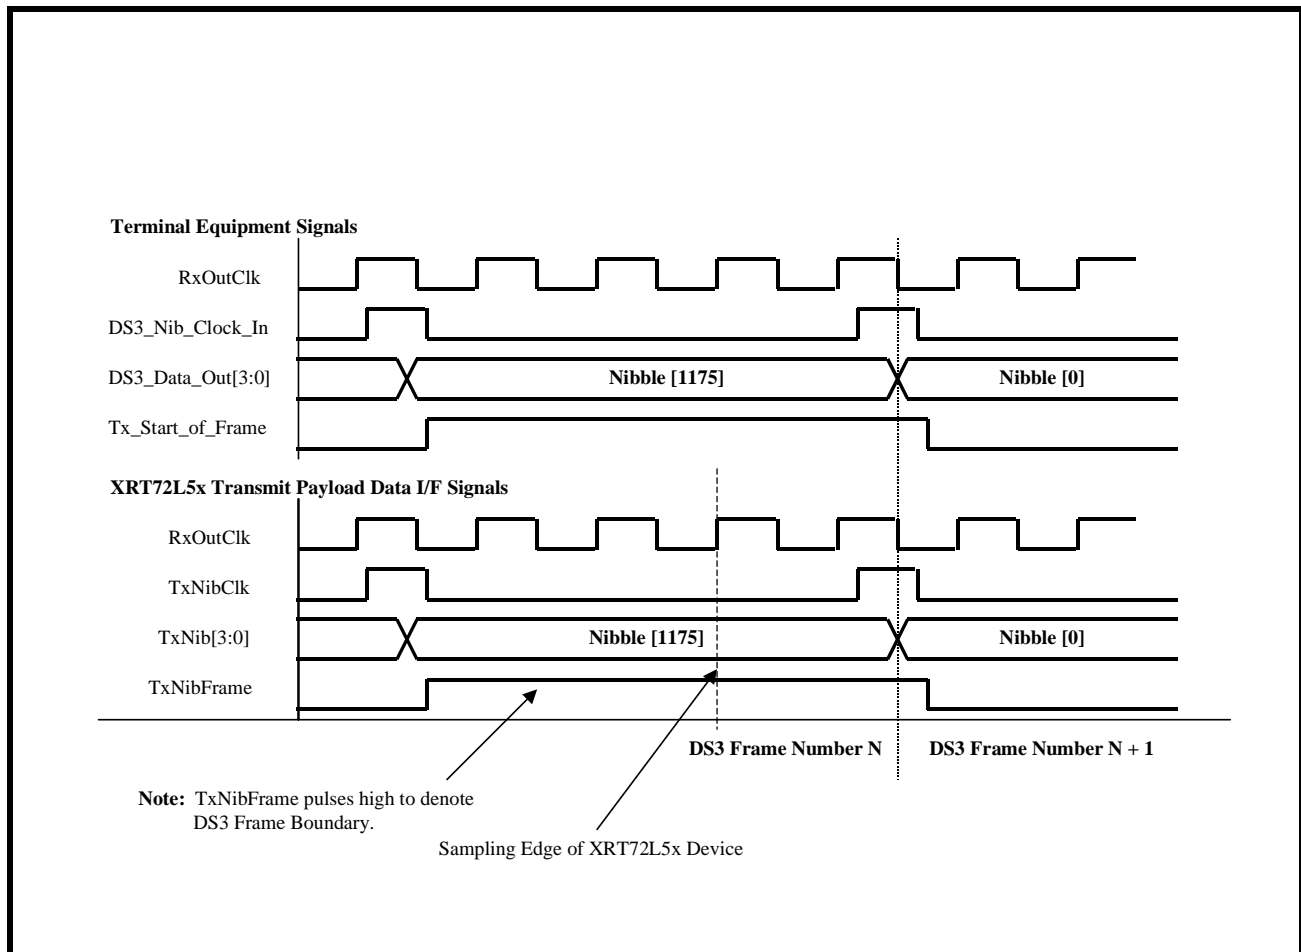 Terminal Equipment Signals
RxOutClk
DS3_Nib_Clock_In
DS3_Data_Out[3:0]
Nibble [1175]
Nibble [0]
Tx_Start_of_Frame
XRT72L5x Transmit Payload Data I/F Signals
RxOutClk
TxNibClk
TxNib[3:0]
Nibble [1175]
Nibble [0]
TxNibFrame
DS3 Frame Number N
DS3 Frame Number N + 1
Note: TxNibFrame pulses high to denote
DS3 Frame Boundary.
Sampling Edge of XRT72L5x Device